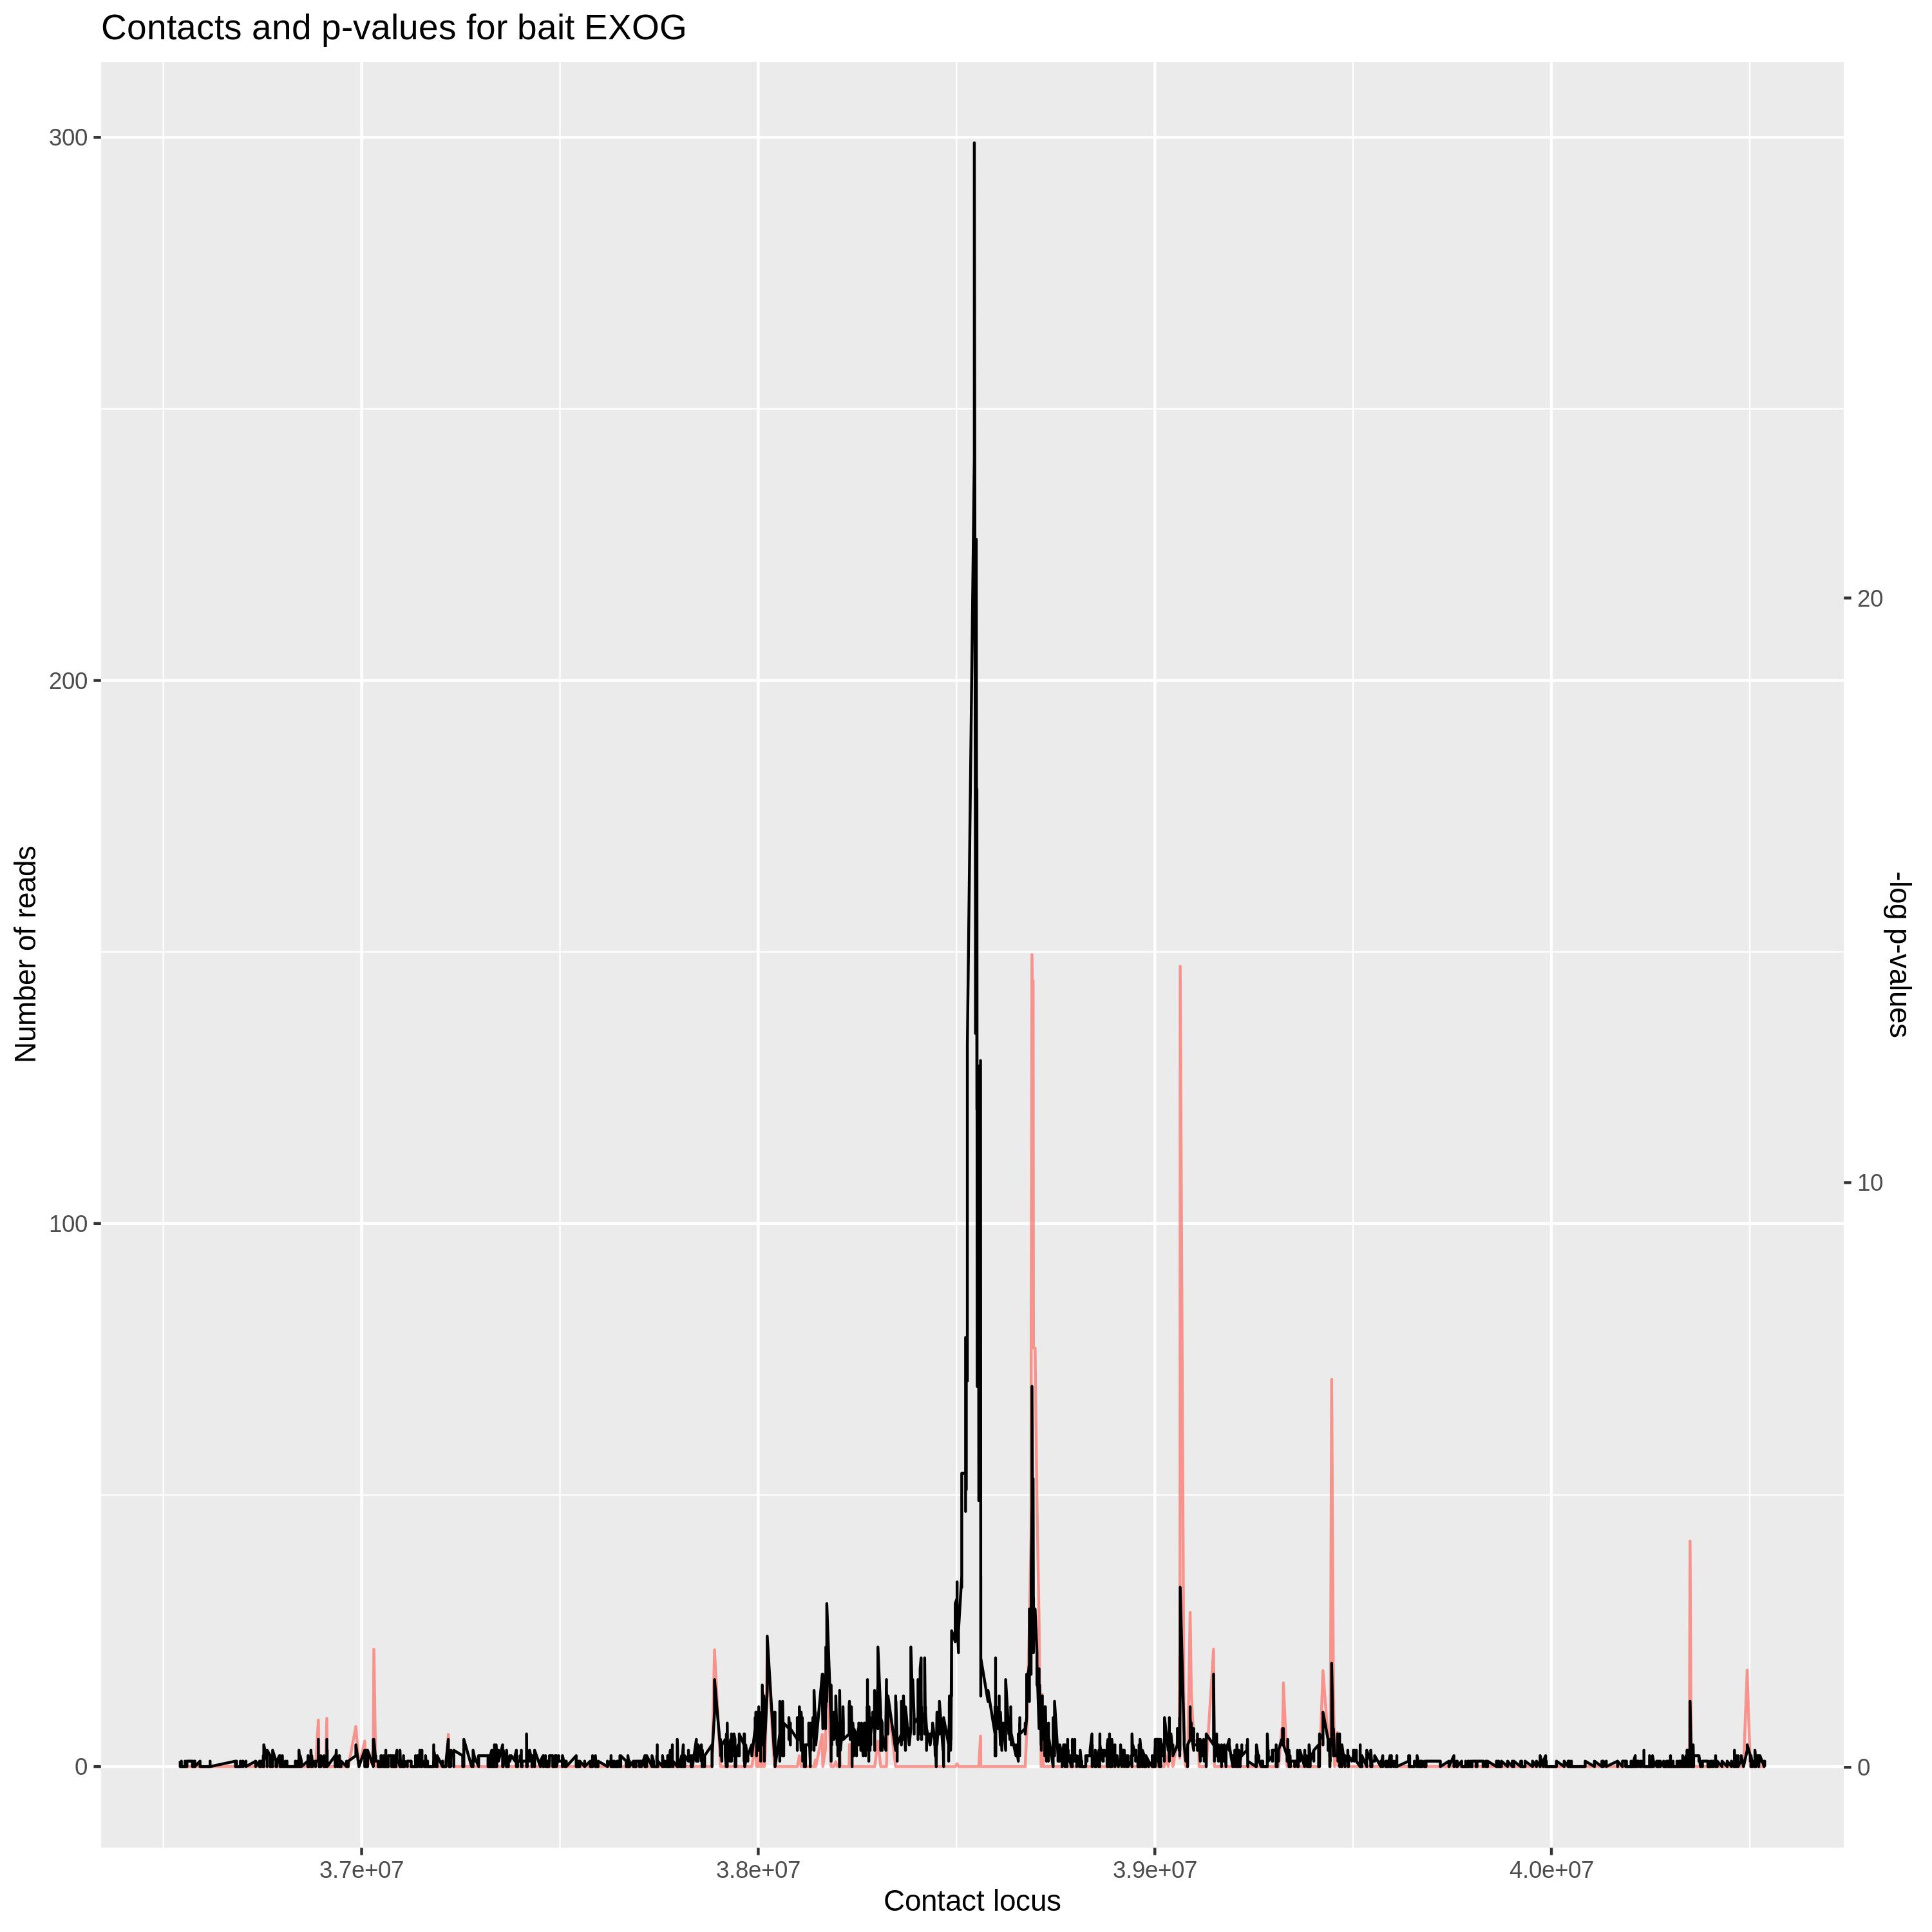 Contacts and p-values for bait EXOG
300
200
100
0
Number of reads
20
10
0
-log p-values
3.7e+07
3.8e+07
3.9e+07
4.0e+07
Contact locus